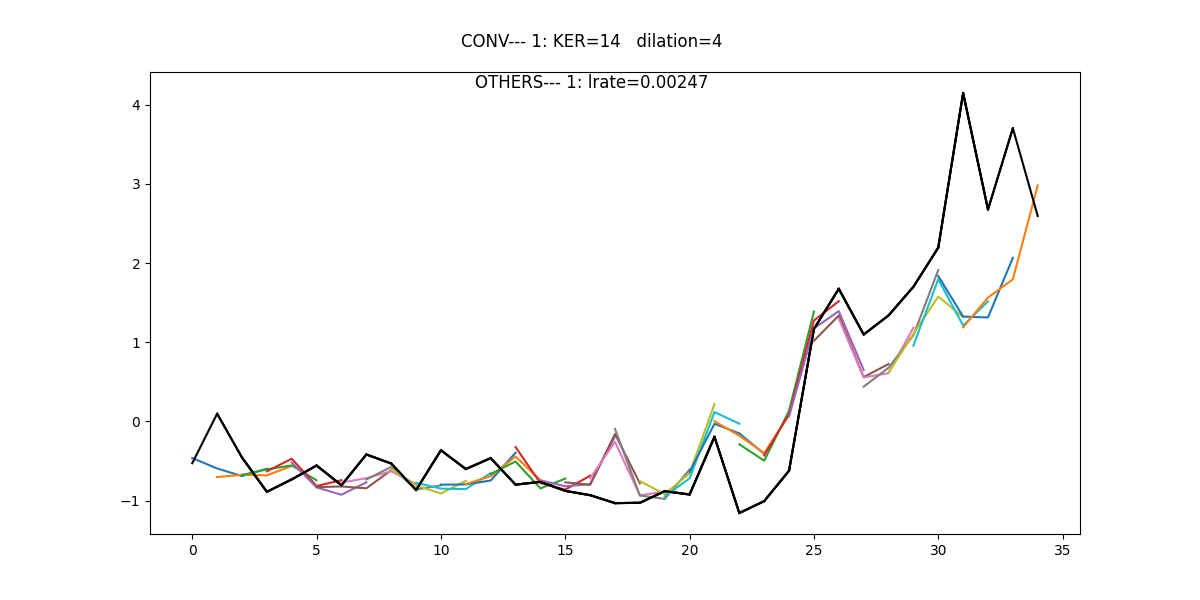 CONV--- 1: KER=14   dilation=4
OTHERS--- 1: lrate=0.00247
4
3
2
1
0
−1
0 5 10 15 20 25 30 35